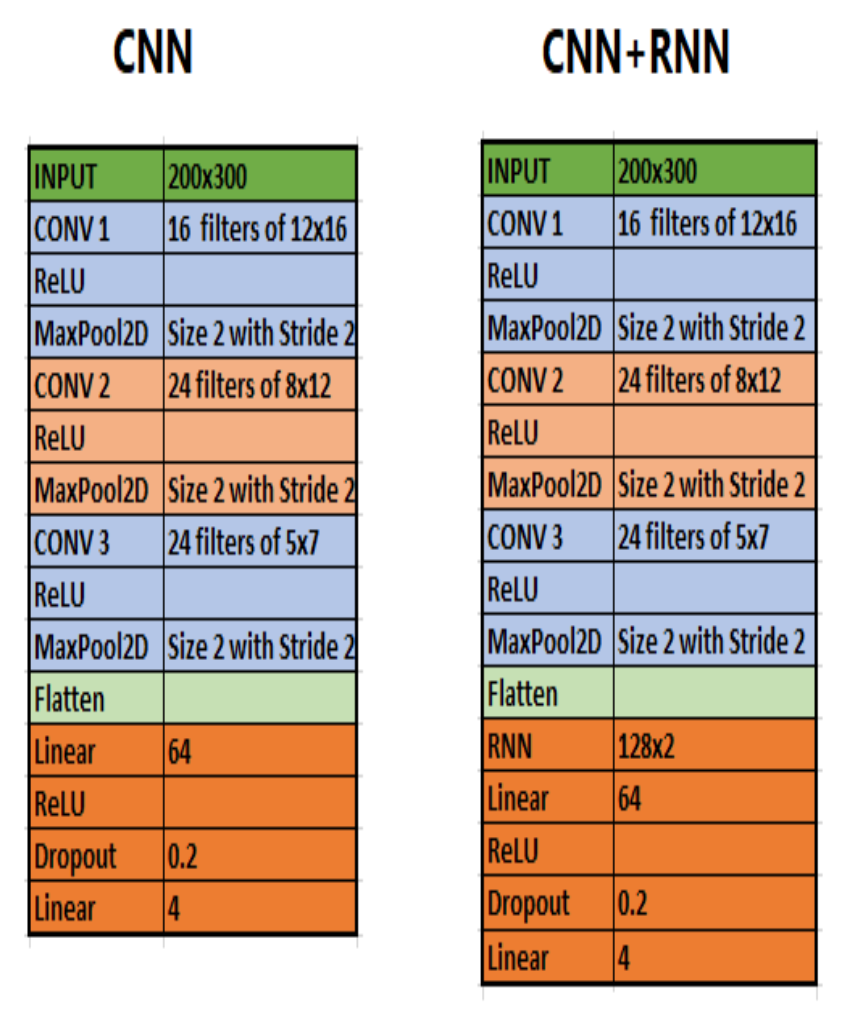 CNN
INPUT 200x300
CONV 1 16 filters of 12x16
ReLU
MaxPool2D Size 2 with Stride 2
CONV 2 24 filters of 8x12
ReLU
MaxPool2D Size 2 with Stride 2
CONV 3 24 filters of 5x7
ReLU
MaxPool2D Size 2 with Stride 2
Flatten
Linear 64
ReLU
Dropout 0.2
Linear 4
CNN+RNN
INPUT 200x300
CONV 1 16 filters of 12x16
ReLU
MaxPool2D Size 2 with Stride 2
CONV 2 24 filters of 8x12
ReLU
MaxPool2D Size 2 with Stride 2
CONV 3 24 filters of 5x7
ReLU
MaxPool2D Size 2 with Stride 2
Flatten
RNN 128x2
Linear 64
ReLU
Dropout 0.2
Linear 4